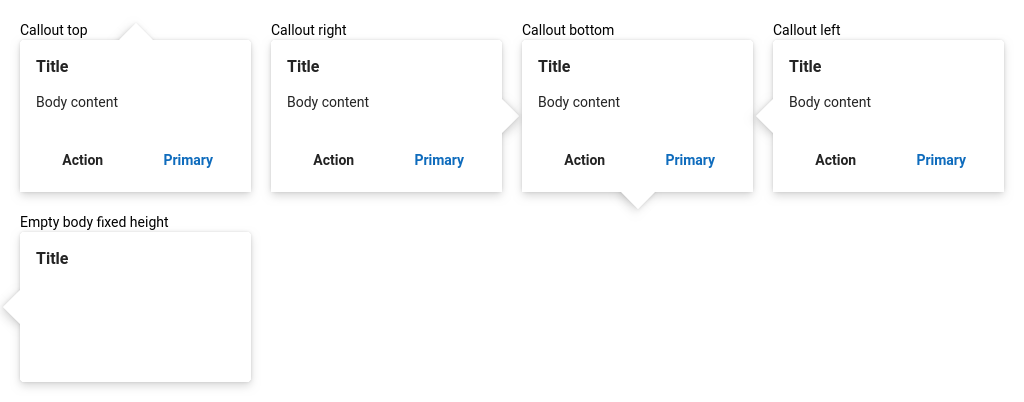 Callout top
Title
Body content
Action Primary
Callout right
Title
Body content
Action Primary
Callout bottom
Title
Body content
Action Primary
Callout left
Title
Body content
Action Primary
Empty body fixed height
Title